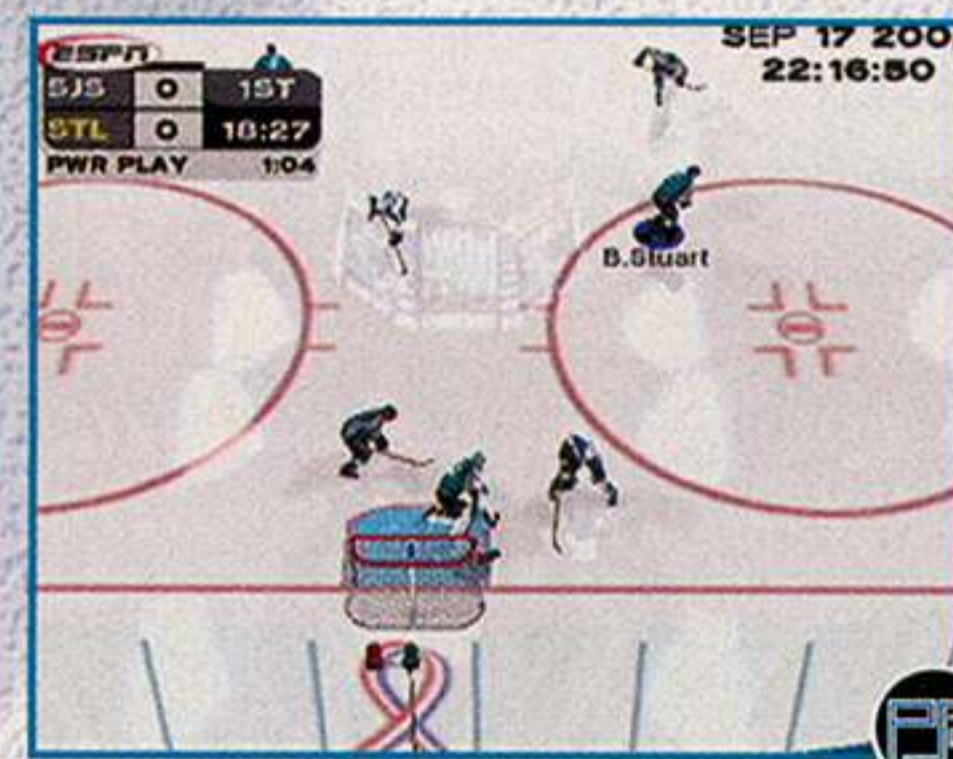 ESPN
SJS 0 1ST
STL 0 18:27
PWR PLAY 1:04
SEP 17 200
22:16:50
B.Stuart